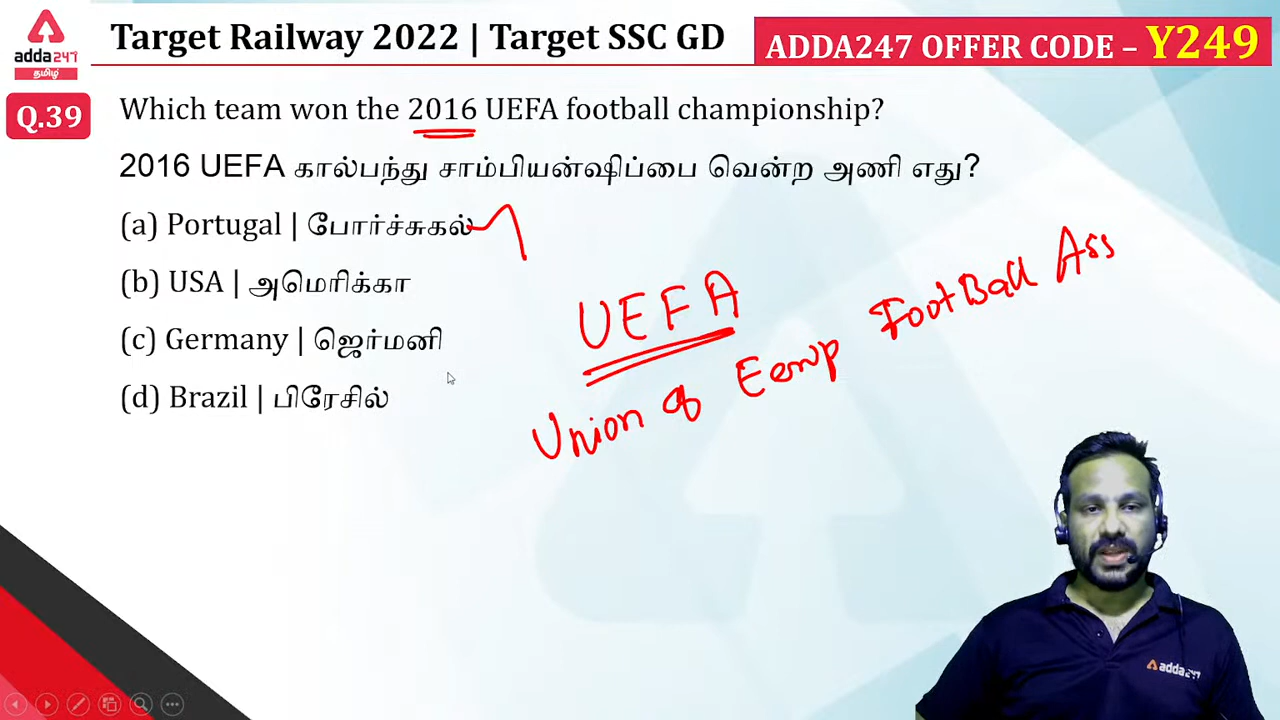 adda247
தமிழ்
Target Railway 2022 | Target SSC GD
ADDA247 OFFER CODE – Y249
Q.39
Which team won the 2016 UEFA football championship?
2016 UEFA கால்பந்து சாம்பியன்ஷிப்பை வென்ற அணி எது?
(a) Portugal | போர்ச்சுகல்
(b) USA | அமெரிக்கா
(c) Germany | ஜெர்மனி
(d) Brazil | பிரேசில்
UEFA
Union of Europ FootBall Ass
adda247